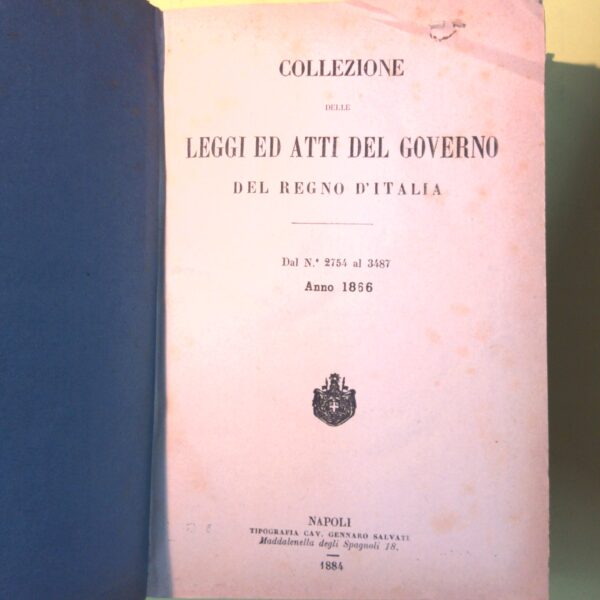 COLLEZIONE
DELLE
LEGGI ED ATTI DEL GOVERNO
DEL REGNO D'ITALIA
Dal N.° 2754 al 3487
Anno 1866
NAPOLI
TIPOGRAFIA CAV. GENNARO SALVATI
Maddalenella degli Spagnoli 18.
1884